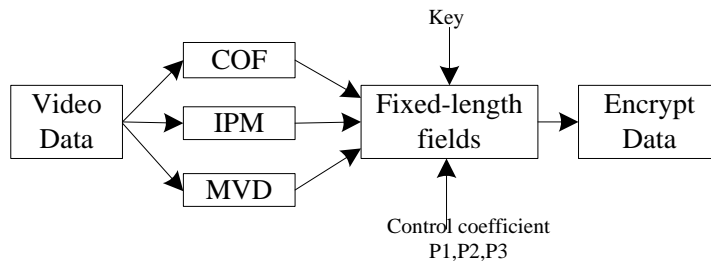 Key
COF
Video
Data
IPM
Fixed-length
fields
Encrypt
Data
MVD
Control coefficient
P1,P2,P3